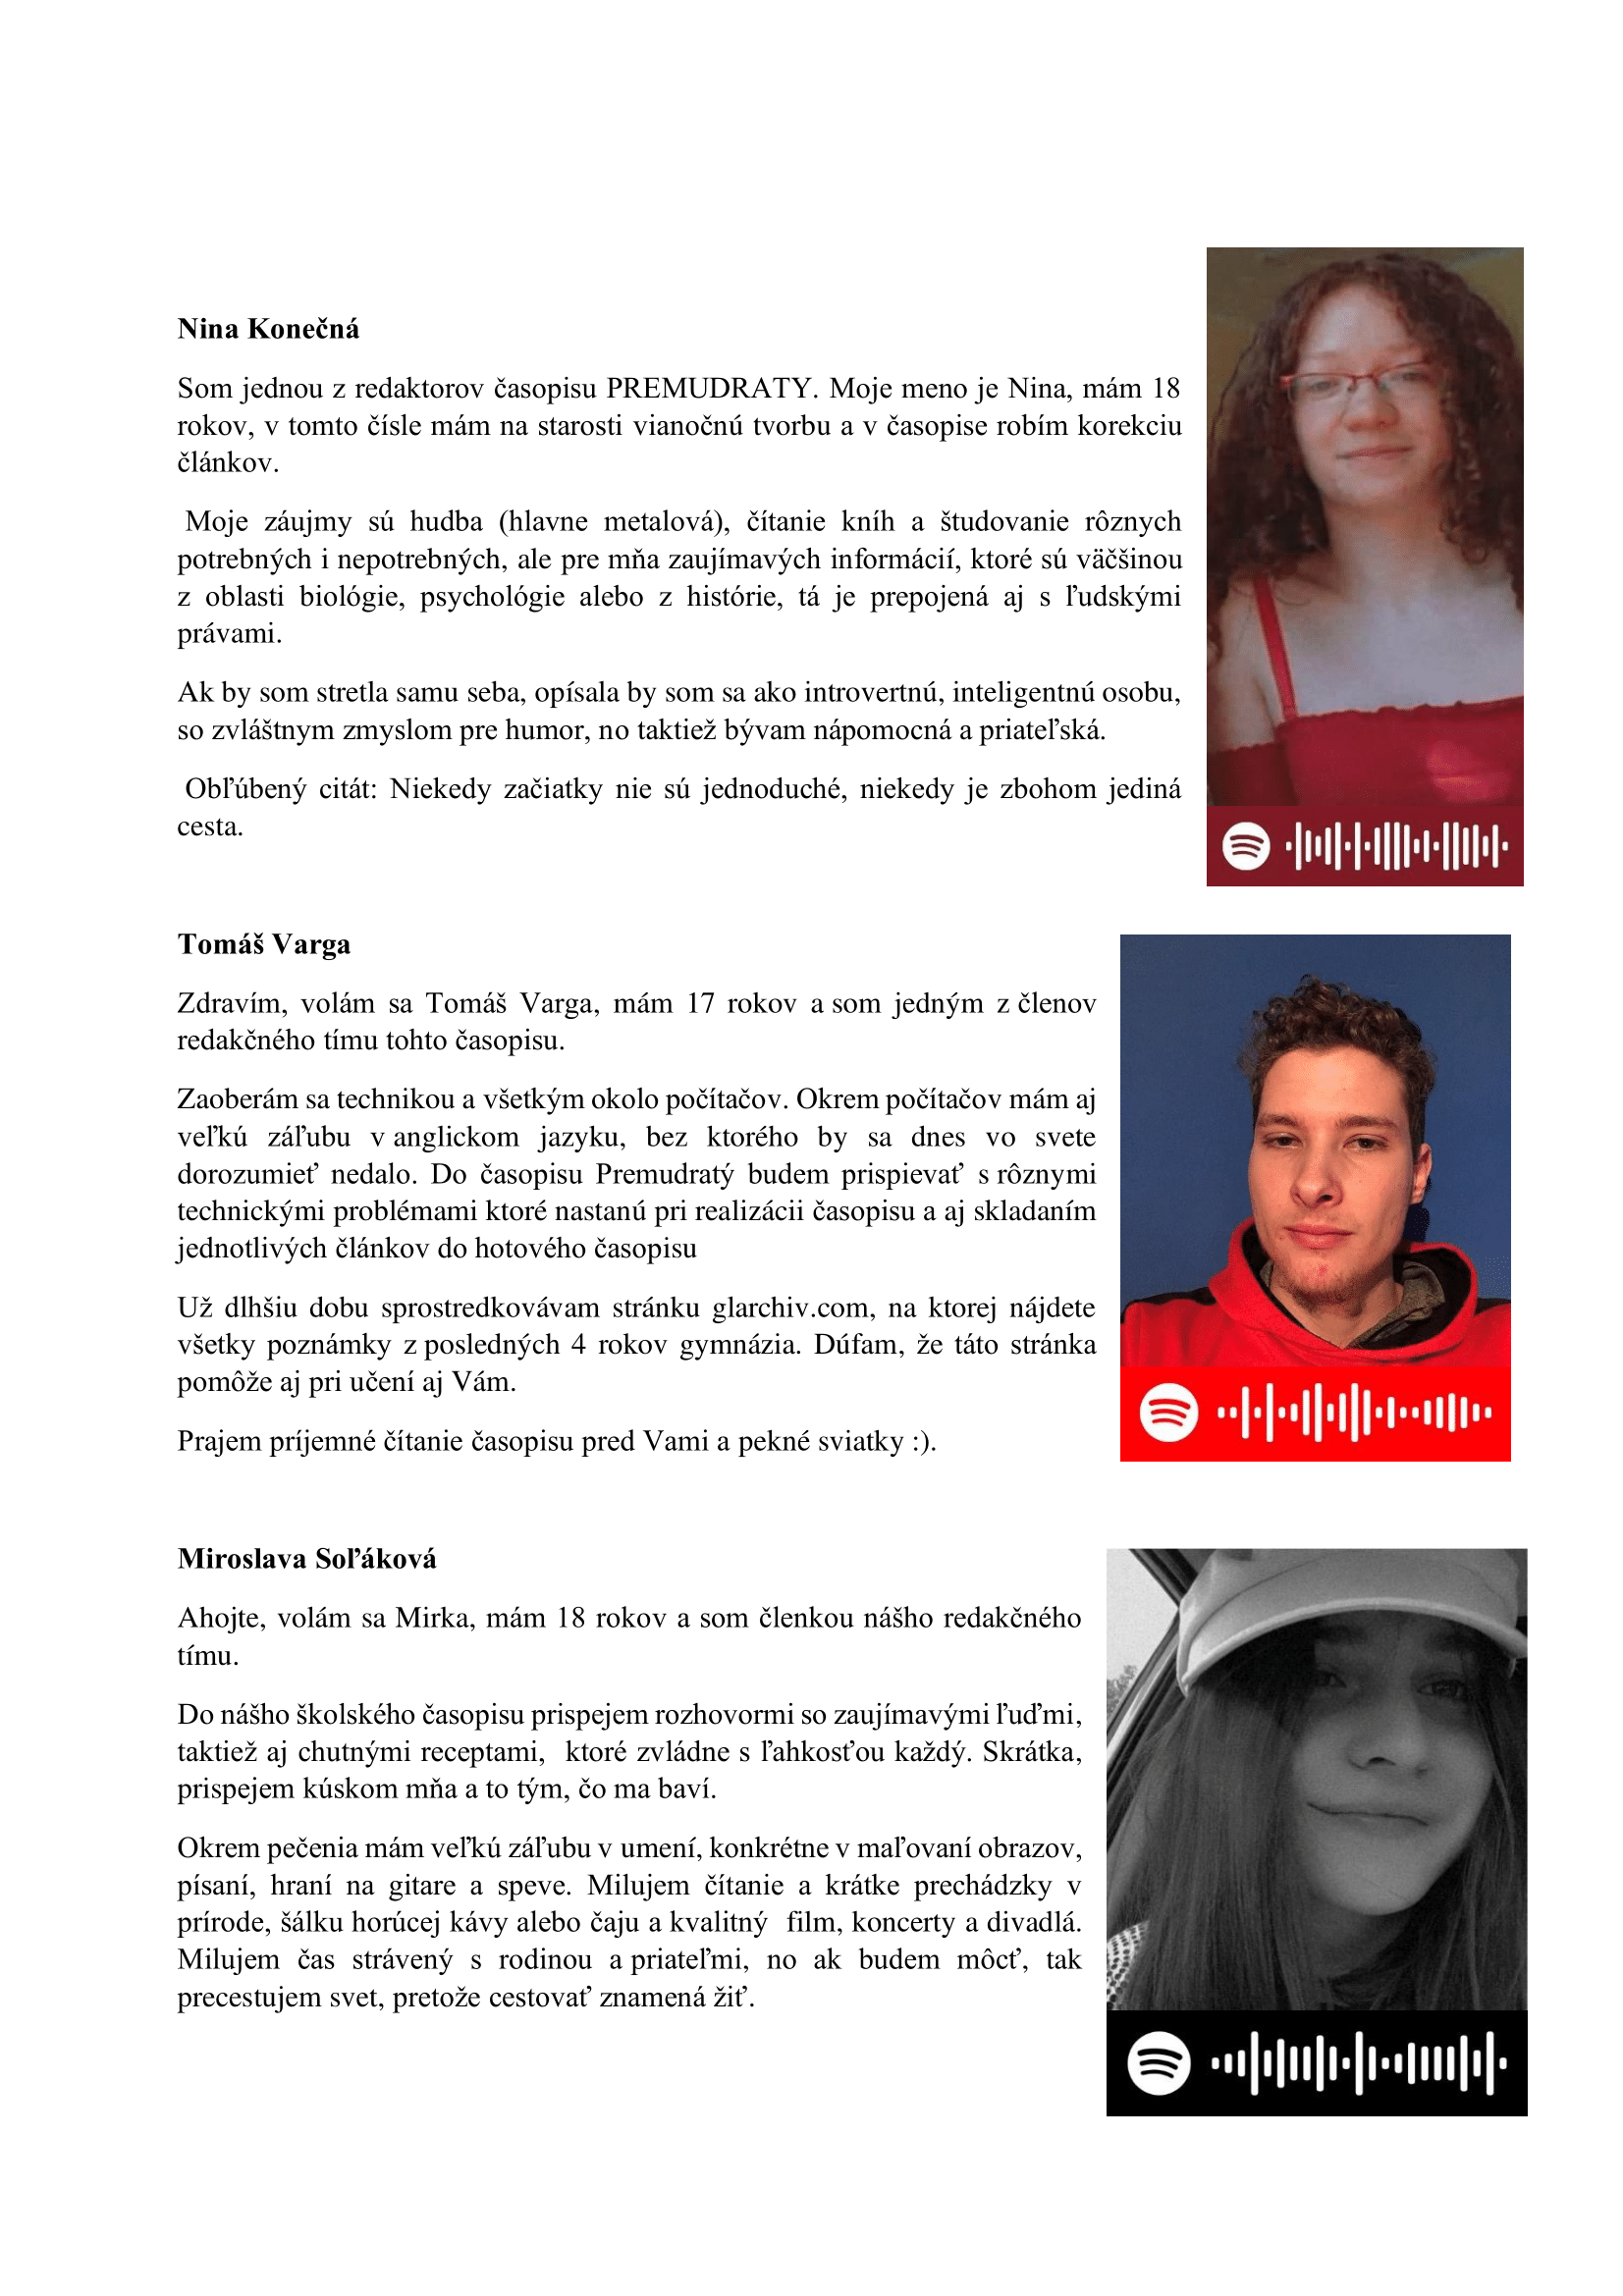 Nina Konečná
Som jednou z redaktorov časopisu PREMUDRATY. Moje meno je Nina, mám 18
rokov, v tomto čísle mám na starosti vianočnú tvorbu a v časopise robím korekciu
článkov.
Moje záujmy sú hudba (hlavne metalová), čítanie kníh a študovanie rôznych
potrebných i nepotrebných, ale pre mňa zaujímavých informácií, ktoré sú väčšinou
z oblasti biológie, psychológie alebo z histórie, tá je prepojená aj s ľudskými
právami.
Ak by som stretla samu seba, opísala by som sa ako introvertnú, inteligentnú osobu,
so zvláštnym zmyslom pre humor, no taktiež bývam nápomocná a priateľská.
Obľúbený citát: Niekedy začiatky nie sú jednoduché, niekedy je zbohom jediná
cesta.
Tomáš Varga
Zdravím, volám sa Tomáš Varga, mám 17 rokov a som jedným z členov
redakčného tímu tohto časopisu.
Zaoberám sa technikou a všetkým okolo počítačov. Okrem počítačov mám aj
veľkú záľubu v anglickom jazyku, bez ktorého by sa dnes vo svete
dorozumieť nedalo. Do časopisu Premudratý budem prispievať s rôznymi
technickými problémami ktoré nastanú pri realizácii časopisu a aj skladaním
jednotlivých článkov do hotového časopisu
Už dlhšiu dobu sprostredkovávam stránku glarchiv.com, na ktorej nájdete
všetky poznámky z posledných 4 rokov gymnázia. Dúfam, že táto stránka
pomôže aj pri učení aj Vám.
Prajem príjemné čítanie časopisu pred Vami a pekné sviatky :).
Miroslava Soľáková
Ahojte, volám sa Mirka, mám 18 rokov a som členkou nášho redakčného
tímu.
Do nášho školského časopisu prispejem rozhovormi so zaujímavými ľuďmi,
taktiež aj chutnými receptami, ktoré zvládne s ľahkosťou každý. Skrátka,
prispejem kúskom mňa a to tým, čo ma baví.
Okrem pečenia mám veľkú záľubu v umení, konkrétne v maľovaní obrazov,
písaní, hraní na gitare a speve. Milujem čítanie a krátke prechádzky v
prírode, šálku horúcej kávy alebo čaju a kvalitný film, koncerty a divadlá.
Milujem čas strávený s rodinou a priateľmi, no ak budem môcť, tak
precestujem svet, pretože cestovať znamená žiť.